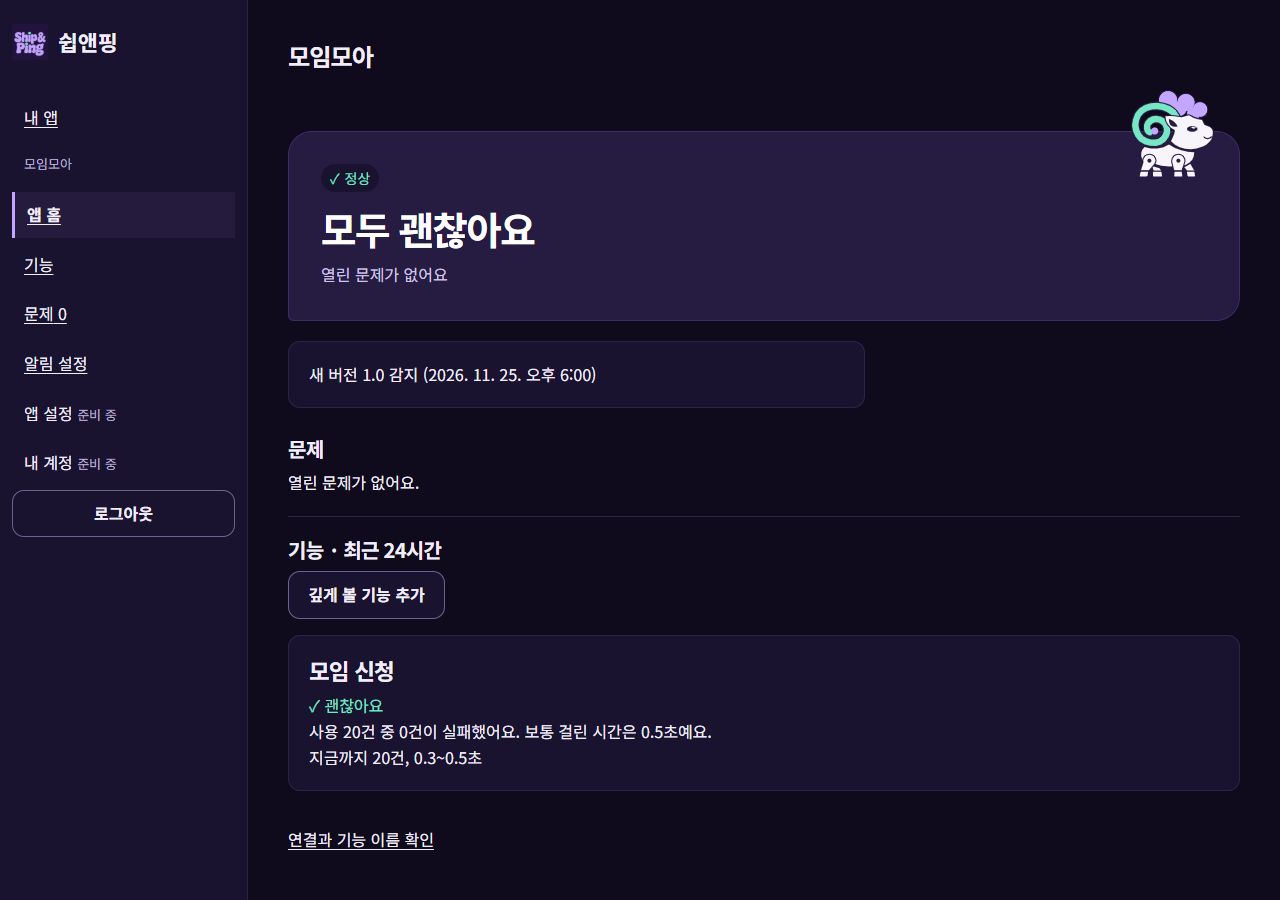 Ship&
Ping
쉽앤핑
내 앱
모임모아
앱 홈
기능
문제 0
알림 설정
앱 설정 준비 중
내 계정 준비 중
로그아웃
모임모아
✓ 정상
모두 괜찮아요
열린 문제가 없어요
새 버전 1.0 감지 (2026. 11. 25. 오후 6:00)
문제
열린 문제가 없어요.
기능 · 최근 24시간
깊게 볼 기능 추가
모임 신청
✓ 괜찮아요
사용 20건 중 0건이 실패했어요. 보통 걸린 시간은 0.5초예요.
지금까지 20건, 0.3~0.5초
연결과 기능 이름 확인